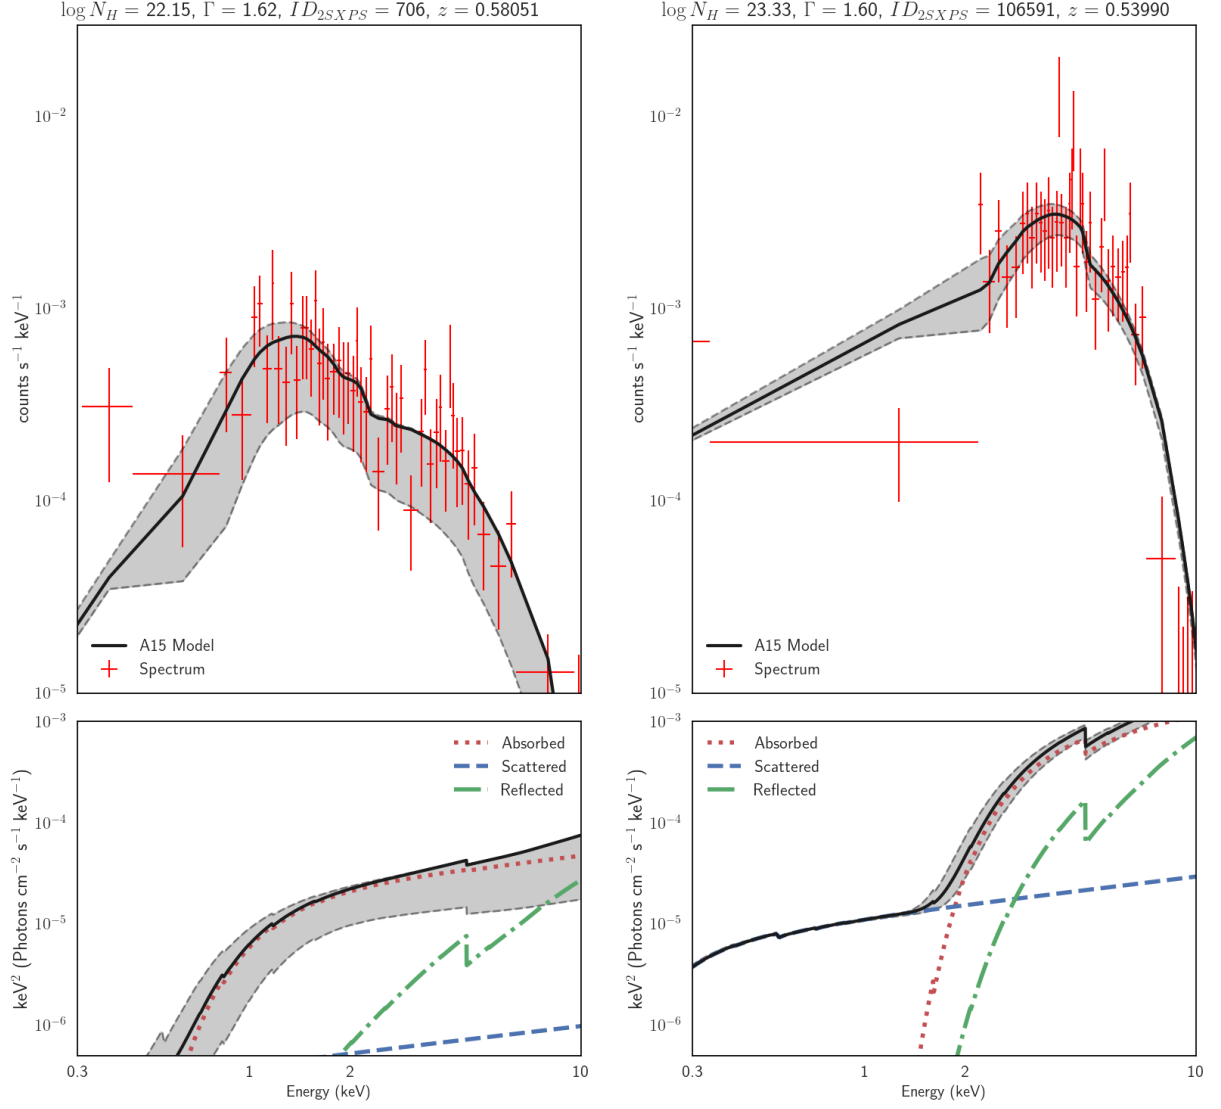 log N_H = 22.15, Γ = 1.62, ID_2SXPS = 706, z = 0.58051
10⁻²
10⁻³
10⁻⁴
10⁻⁵
counts s⁻¹ keV⁻¹
A15 Model
Spectrum
log N_H = 23.33, Γ = 1.60, ID_2SXPS = 106591, z = 0.53990
10⁻²
10⁻³
10⁻⁴
10⁻⁵
counts s⁻¹ keV⁻¹
A15 Model
Spectrum
10⁻³
10⁻⁴
10⁻⁵
10⁻⁶
keV² (Photons cm⁻² s⁻¹ keV⁻¹)
Absorbed
Scattered
Reflected
0.3 1 2 10
Energy (keV)
10⁻³
10⁻⁴
10⁻⁵
10⁻⁶
keV² (Photons cm⁻² s⁻¹ keV⁻¹)
Absorbed
Scattered
Reflected
0.3 1 2 10
Energy (keV)